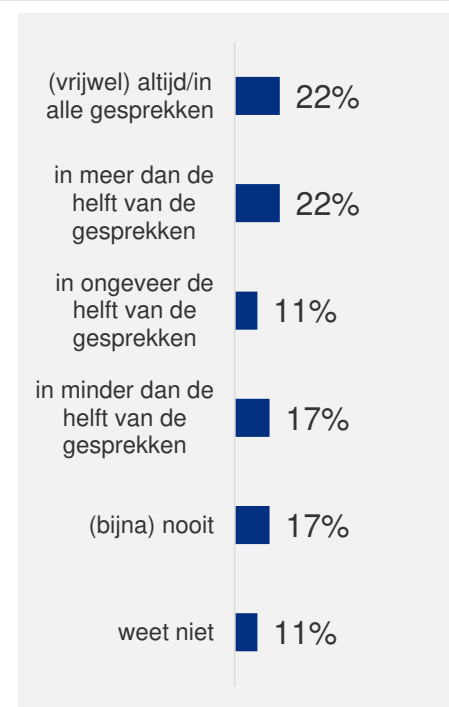 (vrijwel) altijd/in
alle gesprekken
22%
in meer dan de
helft van de
gesprekken
22%
in ongeveer de
helft van de
gesprekken
11%
in minder dan de
helft van de
gesprekken
17%
(bijna) nooit
17%
weet niet
11%